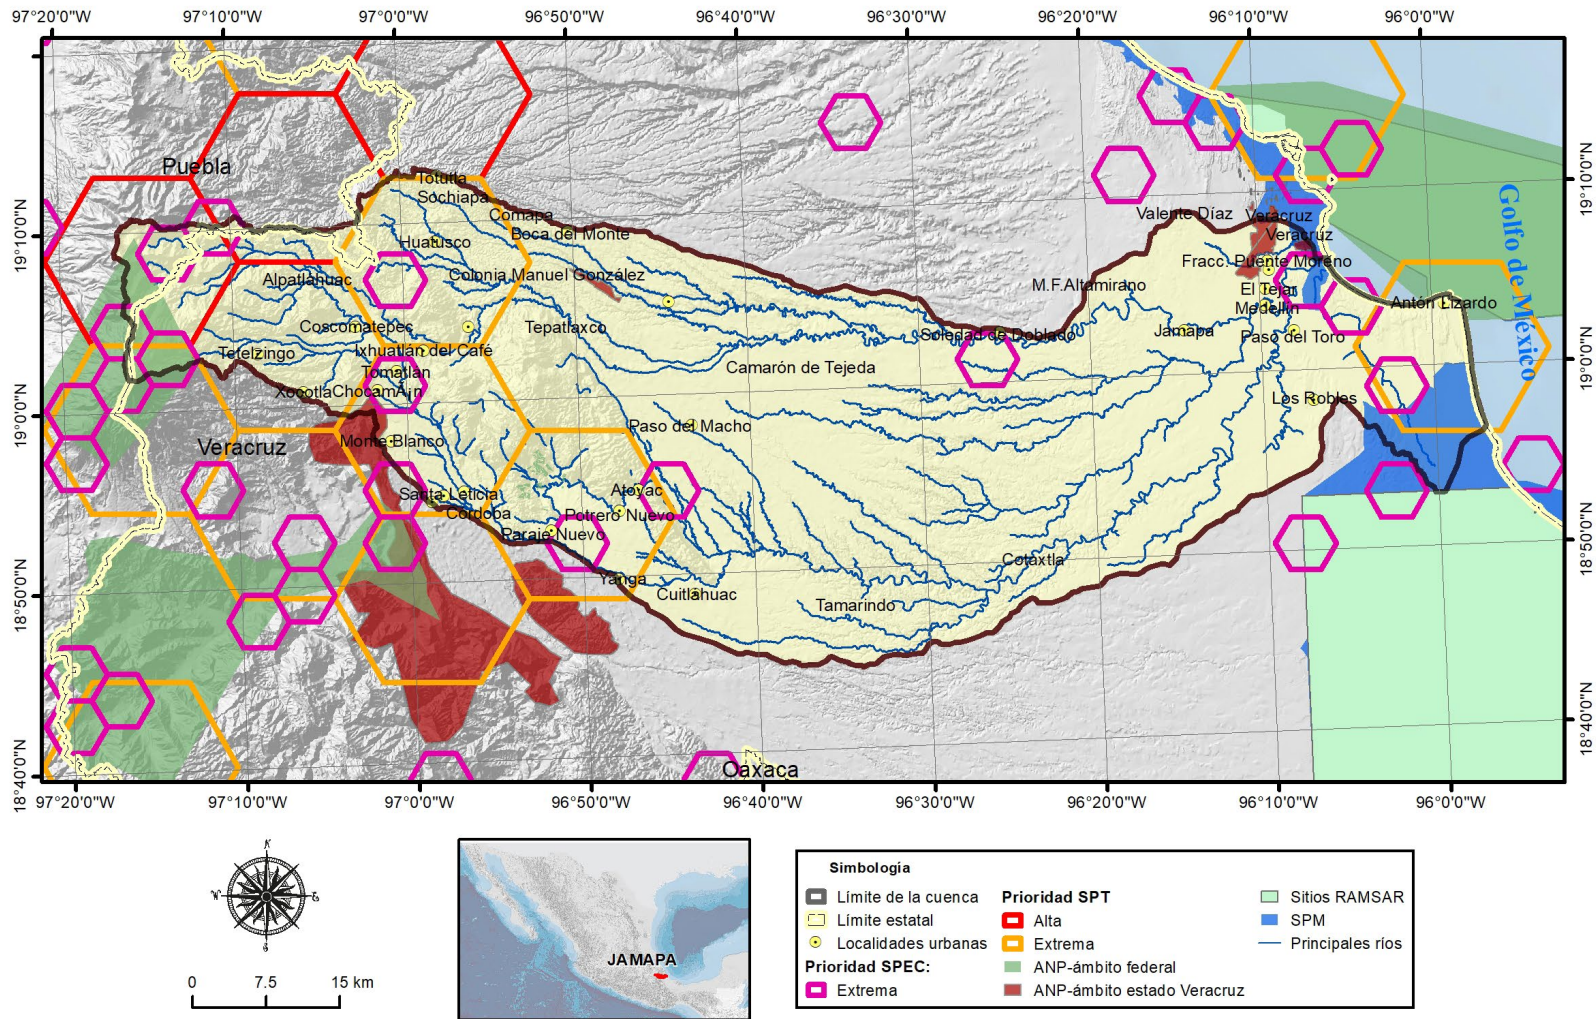 97°20'0"W 97°10'0"W 97°0'0"W 96°50'0"W 96°40'0"W 96°30'0"W 96°20'0"W 96°10'0"W 96°0'0"W
19°10'0"N
19°0'0"N
18°50'0"N
18°40'0"N
19°10'0"N
19°0'0"N
18°50'0"N
18°40'0"N
Puebla
Totutla
Sochiapa
Comapa
Boca del Monte
Huatusco
Colonia Manuel González
Alpatláhuac
Coscomatepec
Tepatlaxco
Tetelzingo
Ixhuatlán del Café
Tomatlán
Xocotla
ChocamÃ¡n
Camarón de Tejeda
Veracruz
Monte Blanco
Paso del Macho
Santa Leticia
Córdoba
Atoyac
Potrero Nuevo
Paraje Nuevo
Yanga
Cuitláhuac
Tamarindo
Cotaxtla
Soledad de Doblado
M.F.Altamirano
Valente Díaz
Veracruz
Veracruz
Fracc. Puente Moreno
El Tejar
Medellín
Jamapa
Paso del Toro
Los Robles
Antón Lizardo
Golfo de México
Oaxaca
97°20'0"W 97°10'0"W 97°0'0"W 96°50'0"W 96°40'0"W 96°30'0"W 96°20'0"W 96°10'0"W 96°0'0"W
0 7.5 15 km
JAMAPA
Simbología
Límite de la cuenca
Límite estatal
Localidades urbanas
Prioridad SPEC:
Extrema
Prioridad SPT
Alta
Extrema
ANP-ámbito federal
ANP-ámbito estado Veracruz
Sitios RAMSAR
SPM
Principales ríos